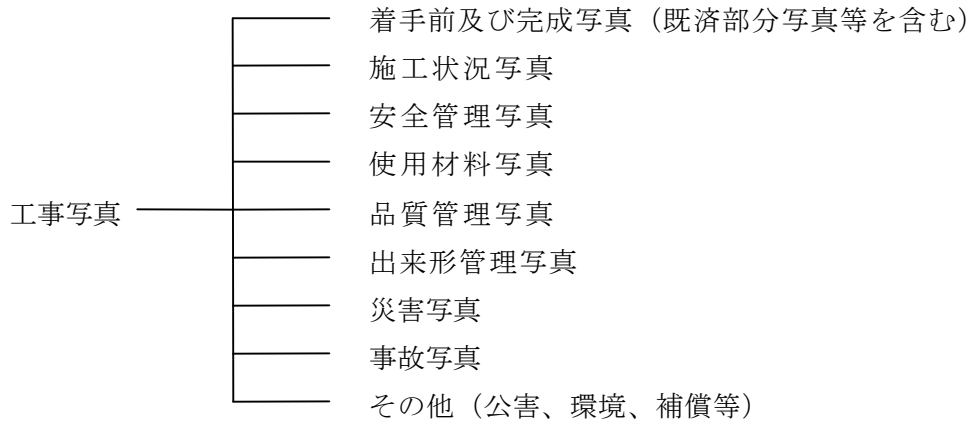 着手前及び完成写真（既済部分写真等を含む）
施工状況写真
安全管理写真
使用材料写真
工事写真
品質管理写真
出来形管理写真
災害写真
事故写真
その他（公害、環境、補償等）